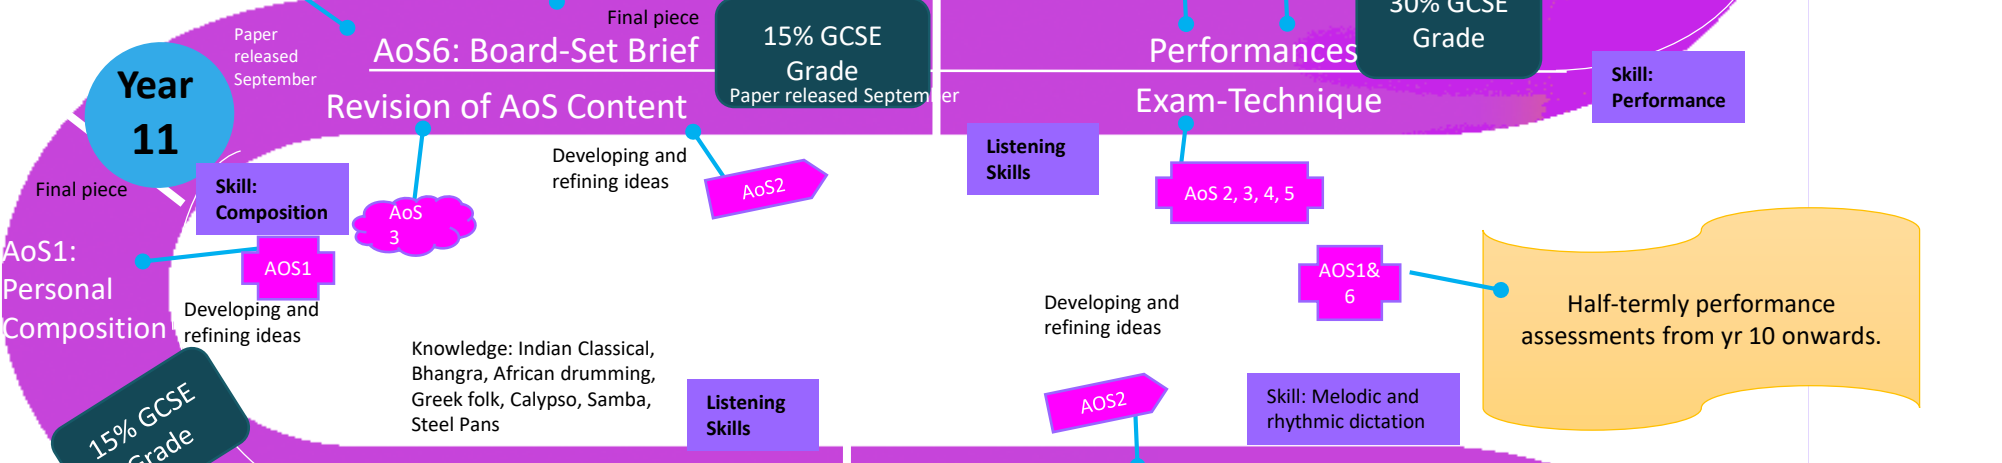 Final piece
30% GCSE
Grade
Paper
released
September
AoS6: Board-Set Brief
15% GCSE
Grade
Paper released September
Performances
Skill:
Performance
Year
11
Revision of AoS Content
Exam-Technique
Developing and
refining ideas
Listening
Skills
AoS2
AoS 2, 3, 4, 5
Final piece
Skill:
Composition
AoS
3
AoS1:
Personal
Composition
AOS1
Developing and
refining ideas
AOS1&
6
Half-termly performance
assessments from yr 10 onwards.
Developing and
refining ideas
Knowledge: Indian Classical,
Bhangra, African drumming,
Greek folk, Calypso, Samba,
Steel Pans
Listening
Skills
AOS2
Skill: Melodic and
rhythmic dictation
15% GCSE
Grade